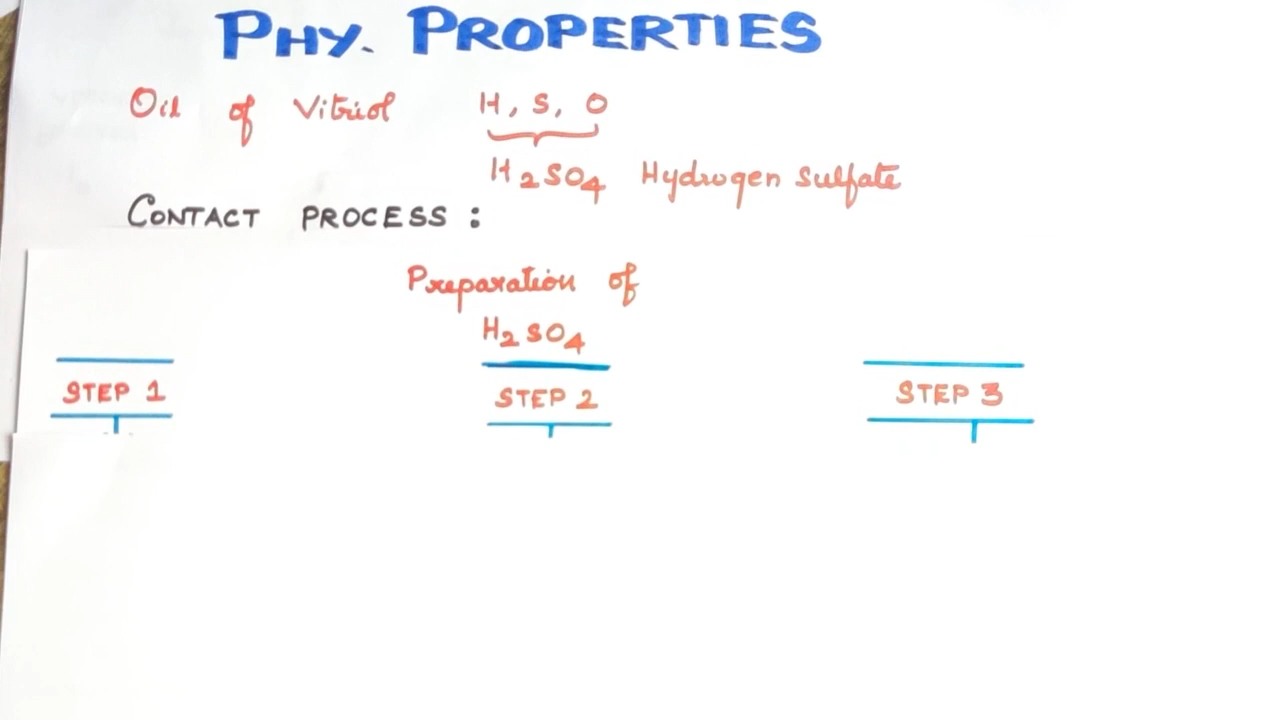 PHY. PROPERTIES
Oil of Vitriol H, S, O
H2SO4 Hydrogen sulfate
CONTACT PROCESS :
Preparation of
H2SO4
STEP 1 STEP 2 STEP 3